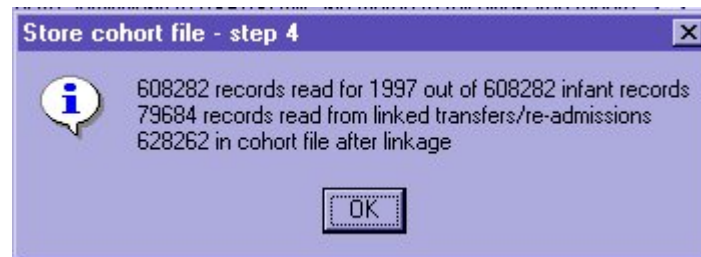 Store cohort file - step 4
608282 records read for 1997 out of 608282 infant records
79684 records read from linked transfers/re-admissions
628262 in cohort file after linkage
OK